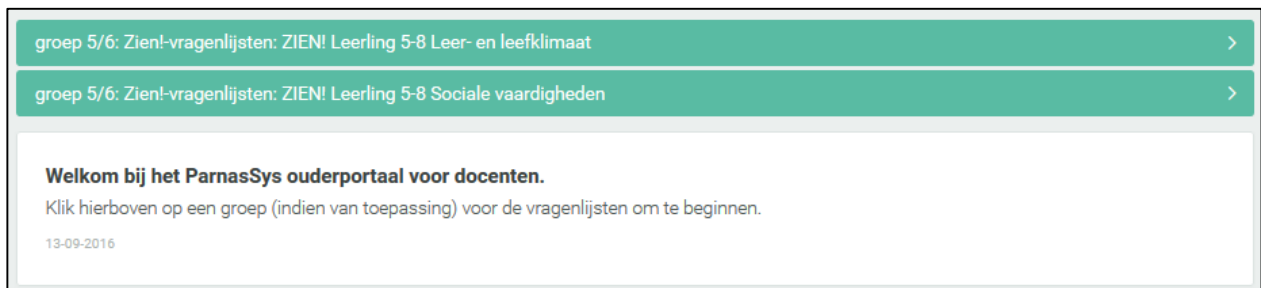 groep 5/6: Zien!-vragenlijsten: ZIEN! Leerling 5-8 Leer- en leefklimaat
groep 5/6: Zien!-vragenlijsten: ZIEN! Leerling 5-8 Sociale vaardigheden
Welkom bij het ParnasSys ouderportaal voor docenten.
Klik hierboven op een groep (indien van toepassing) voor de vragenlijsten om te beginnen.
13-09-2016